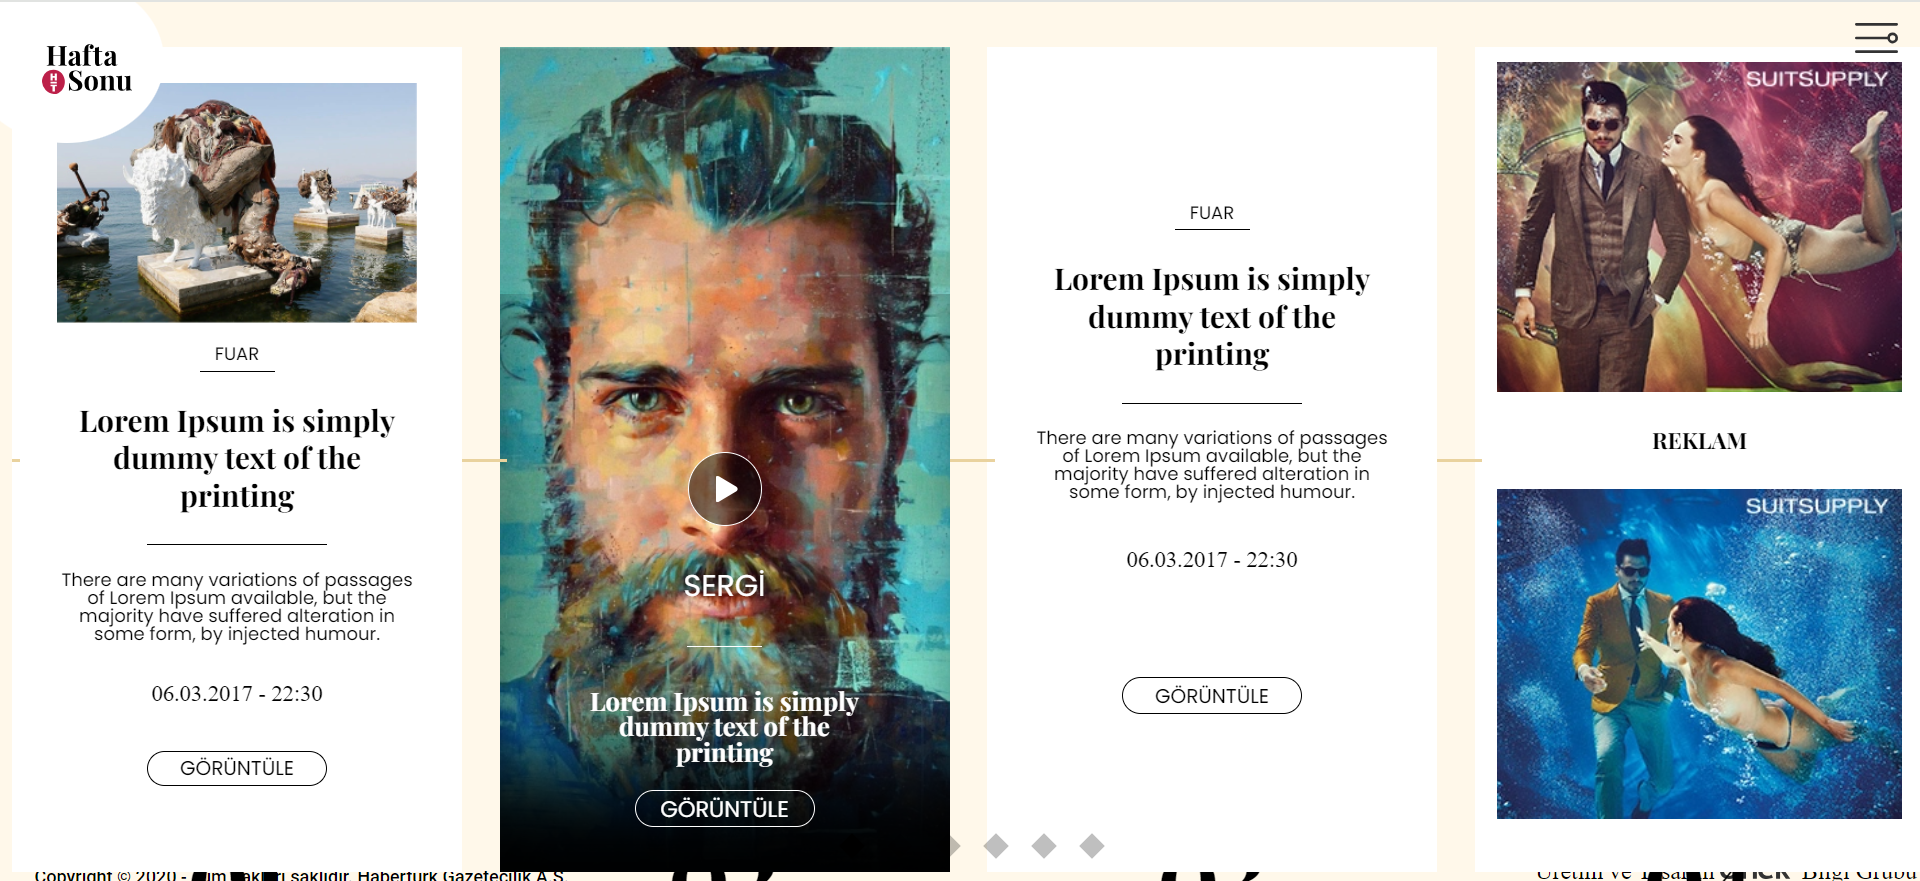 Hafta
HT Sonu
FUAR
Lorem Ipsum is simply
dummy text of the
printing
There are many variations of passages
of Lorem Ipsum available, but the
majority have suffered alteration in
some form, by injected humour.
06.03.2017 - 22:30
GÖRÜNTÜLE
SERGİ
Lorem Ipsum is simply
dummy text of the
printing
GÖRÜNTÜLE
FUAR
Lorem Ipsum is simply
dummy text of the
printing
There are many variations of passages
of Lorem Ipsum available, but the
majority have suffered alteration in
some form, by injected humour.
06.03.2017 - 22:30
GÖRÜNTÜLE
SUITSUPPLY
REKLAM
SUITSUPPLY
Copyright © 2020 - hakları saklıdır. Habertürk Gazetecilik A.Ş.
Üretim ve Tasarım Bilgi Grubu